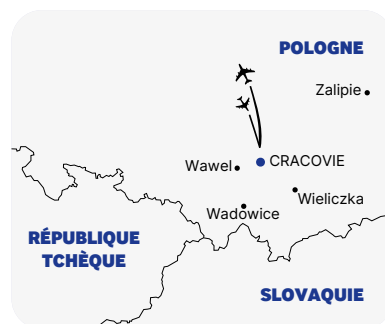 POLOGNE
Zalipie
CRACOVIE
Wawel
Wieliczka
Wadowice
RÉPUBLIQUE
TCHÈQUE
SLOVAQUIE